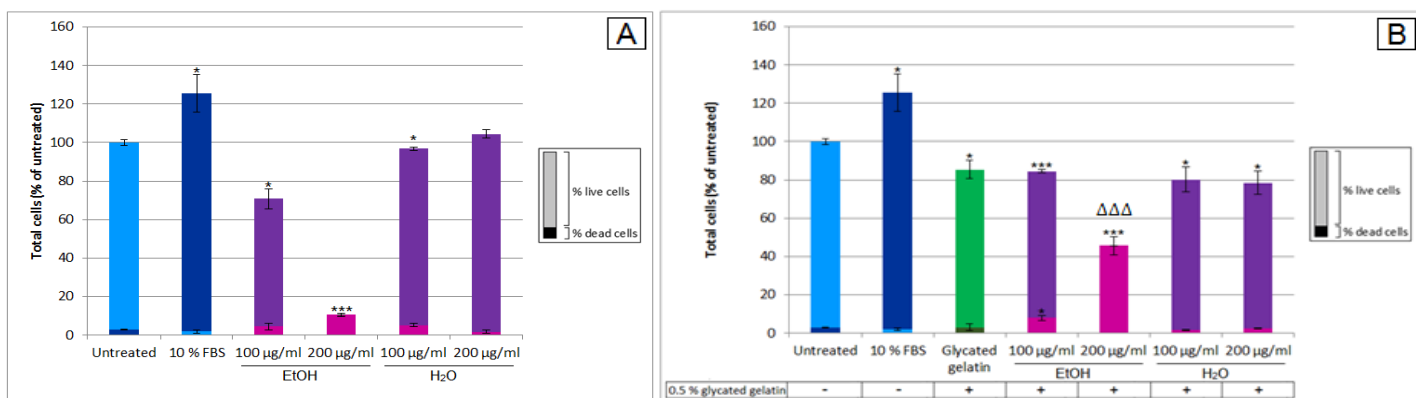 A
160
140
120
100
80
60
40
20
0
Total cells (% of untreated)
*
*
***
*
Untreated 10 % FBS 100 µg/ml 200 µg/ml 100 µg/ml 200 µg/ml
EtOH H₂O
% live cells
% dead cells
B
160
140
120
100
80
60
40
20
0
Total cells (% of untreated)
*
*
***
*
ΔΔΔ
***
*
*
Untreated 10 % FBS Glycated gelatin 100 µg/ml 200 µg/ml 100 µg/ml 200 µg/ml
EtOH H₂O
0.5 % glycated gelatin - - + + + + +
% live cells
% dead cells